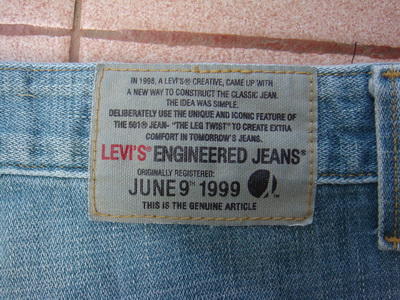 IN 1998, A LEVI'S® CREATIVE, CAME UP WITH
A NEW WAY TO CONSTRUCT THE CLASSIC JEAN.
THE IDEA WAS SIMPLE.
DELIBERATELY USE THE UNIQUE AND ICONIC FEATURE OF
THE 501® JEAN- "THE LEG TWIST" TO CREATE EXTRA
COMFORT IN TOMORROW'S JEANS.
LEVI'S® ENGINEERED JEANS®
ORIGINALLY REGISTERED:
JUNE 9TH 1999 ™
THIS IS THE GENUINE ARTICLE